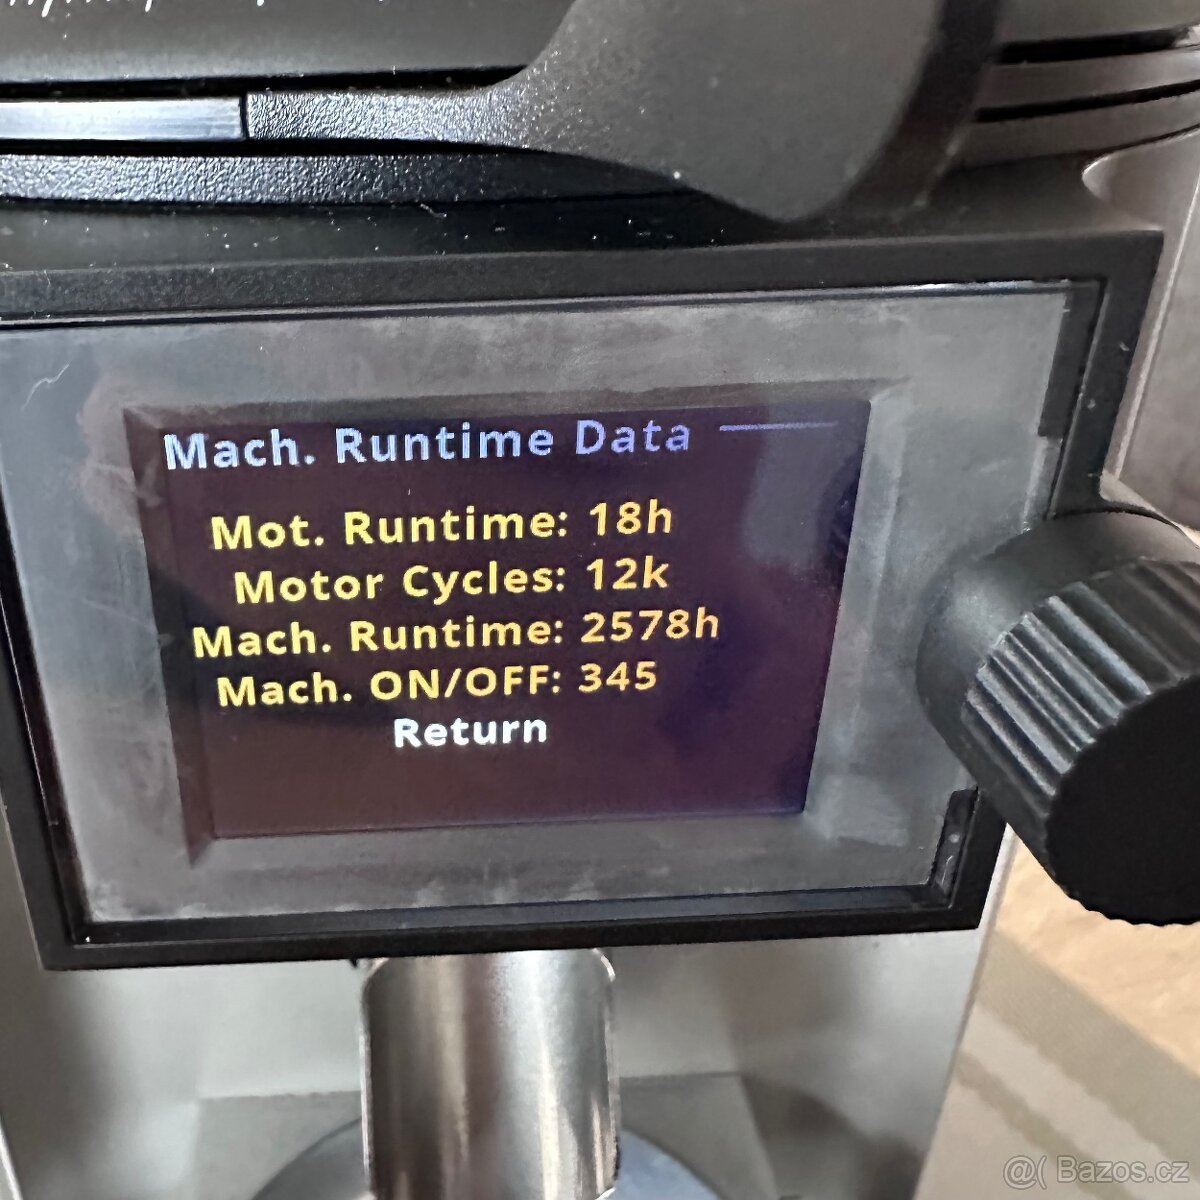 Mach. Runtime Data
Mot. Runtime: 18h
Motor Cycles: 12k
Mach. Runtime: 2578h
Mach. ON/OFF: 345
Return
@( Bazos.cz